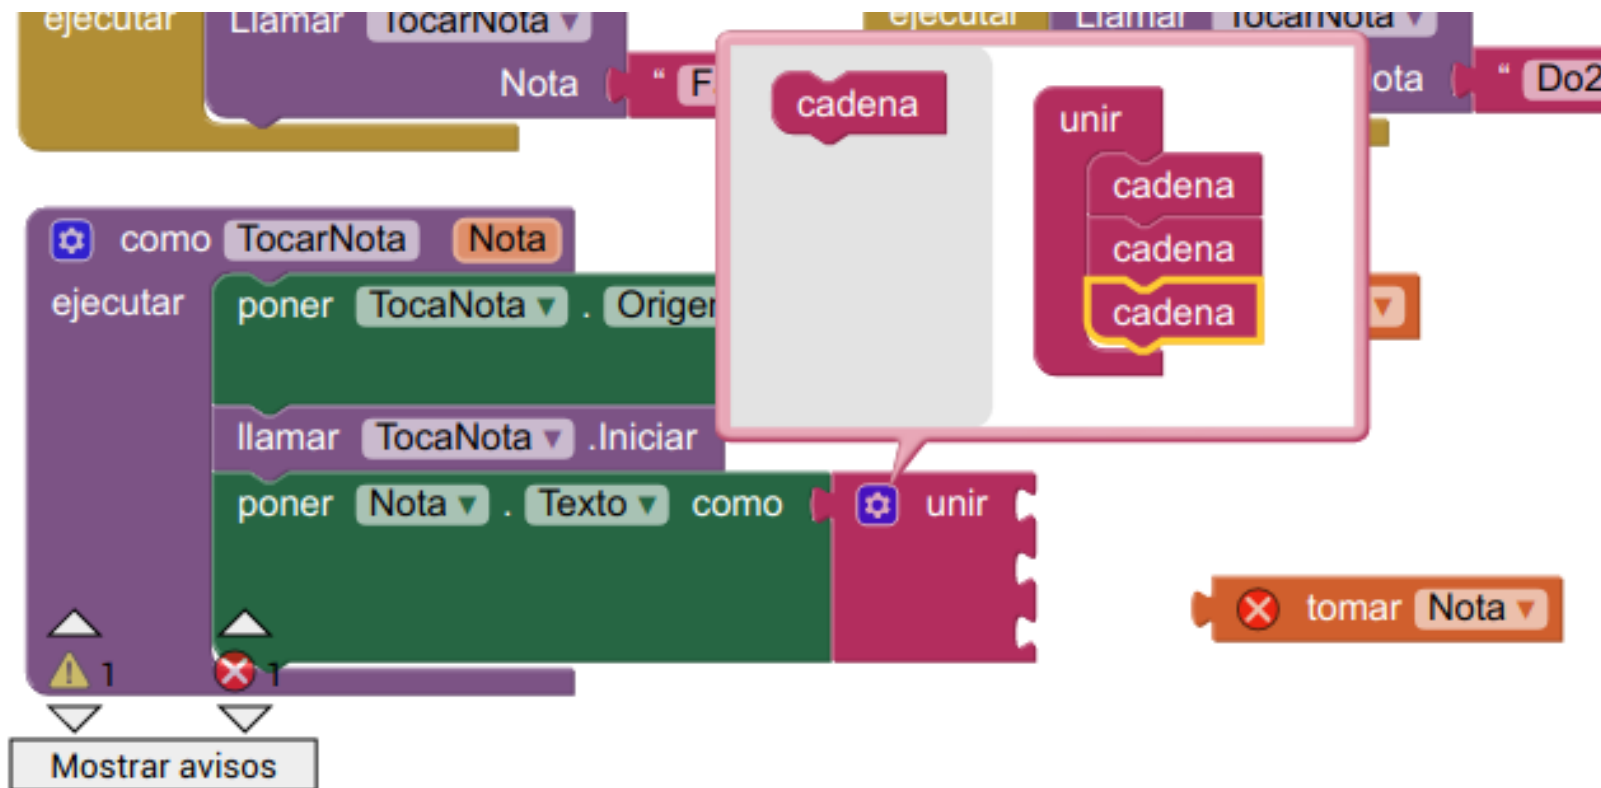 ejecutar Llamar TocarNota
ejecutar Llamar TocarNota
Nota “ F
ota “ Do2
cadena
unir
cadena
cadena
cadena
como TocarNota Nota
ejecutar poner TocaNota . Origen
llamar TocaNota .Iniciar
poner Nota . Texto como unir
tomar Nota
1 1
Mostrar avisos